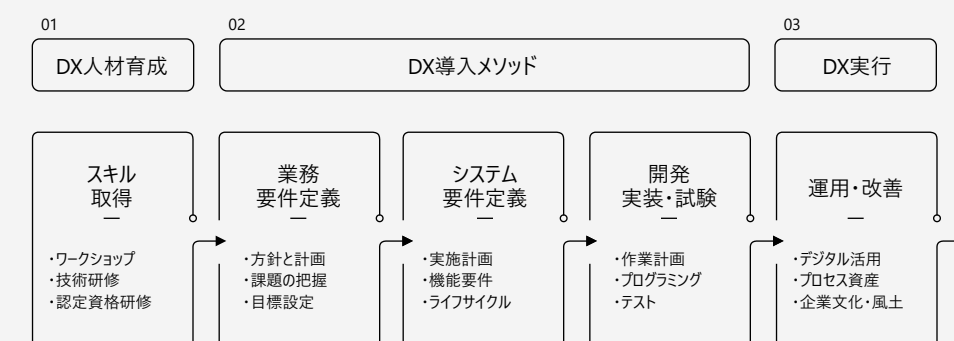 01
DX人材育成
02
DX導入メソッド
03
DX実行
スキル
取得
・ワークショップ
・技術研修
・認定資格研修
業務
要件定義
・方針と計画
・課題の把握
・目標設定
システム
要件定義
・実施計画
・機能要件
・ライフサイクル
開発
実装・試験
・作業計画
・プログラミング
・テスト
運用・改善
・デジタル活用
・プロセス資産
・企業文化・風土